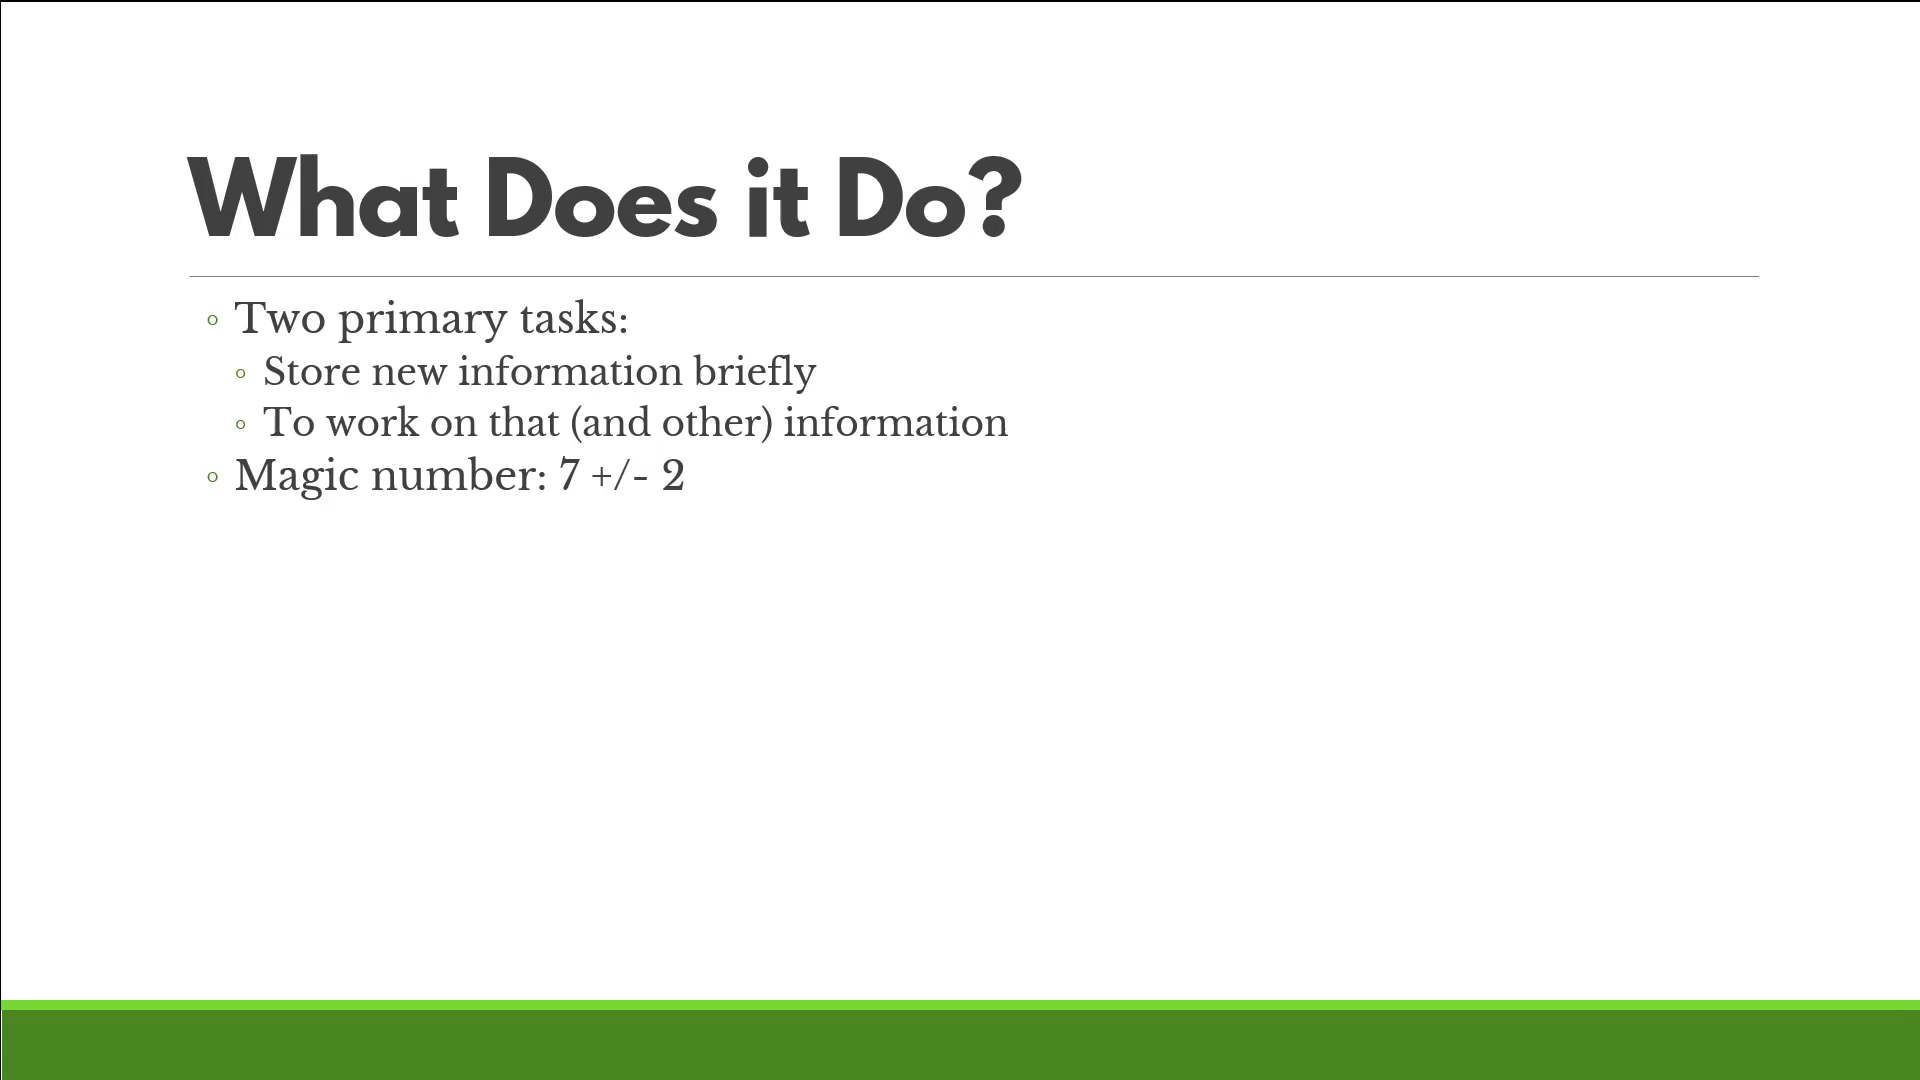 What Does it Do?
Two primary tasks:
Store new information briefly
To work on that (and other) information
Magic number: 7 +/- 2